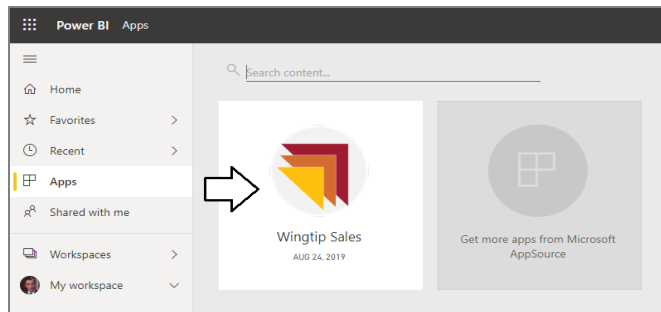 Power BI Apps
Search content...
Home
Favorites
Recent
Apps
Shared with me
Workspaces
My workspace
Wingtip Sales
AUG 24, 2019
Get more apps from Microsoft
AppSource